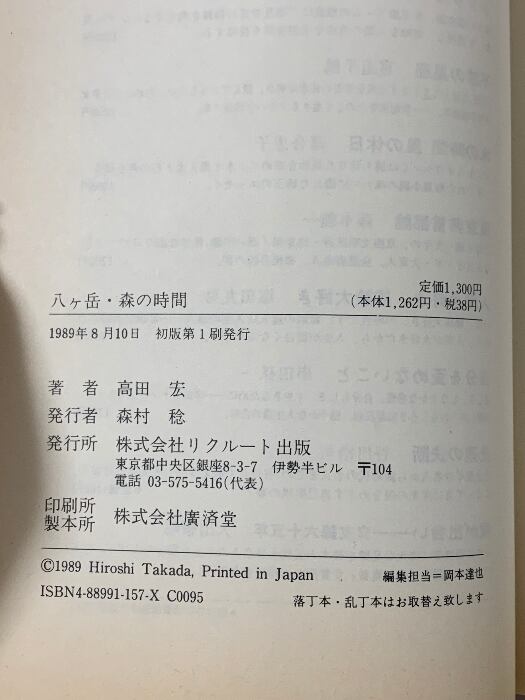 八ヶ岳・森の時間
定価1,300円
(本体1,262円・税38円)
1989年8月10日 初版第1刷発行
著 者 高田 宏
発行者 森村 稔
発行所 株式会社リクルート出版
東京都中央区銀座8-3-7 伊勢半ビル 〒104
電話 03-575-5416(代表)
印刷所
製本所 株式会社廣済堂
©1989 Hiroshi Takada, Printed in Japan
編集担当=岡本達也
ISBN4-88991-157-X C0095
落丁本・乱丁本はお取替え致します